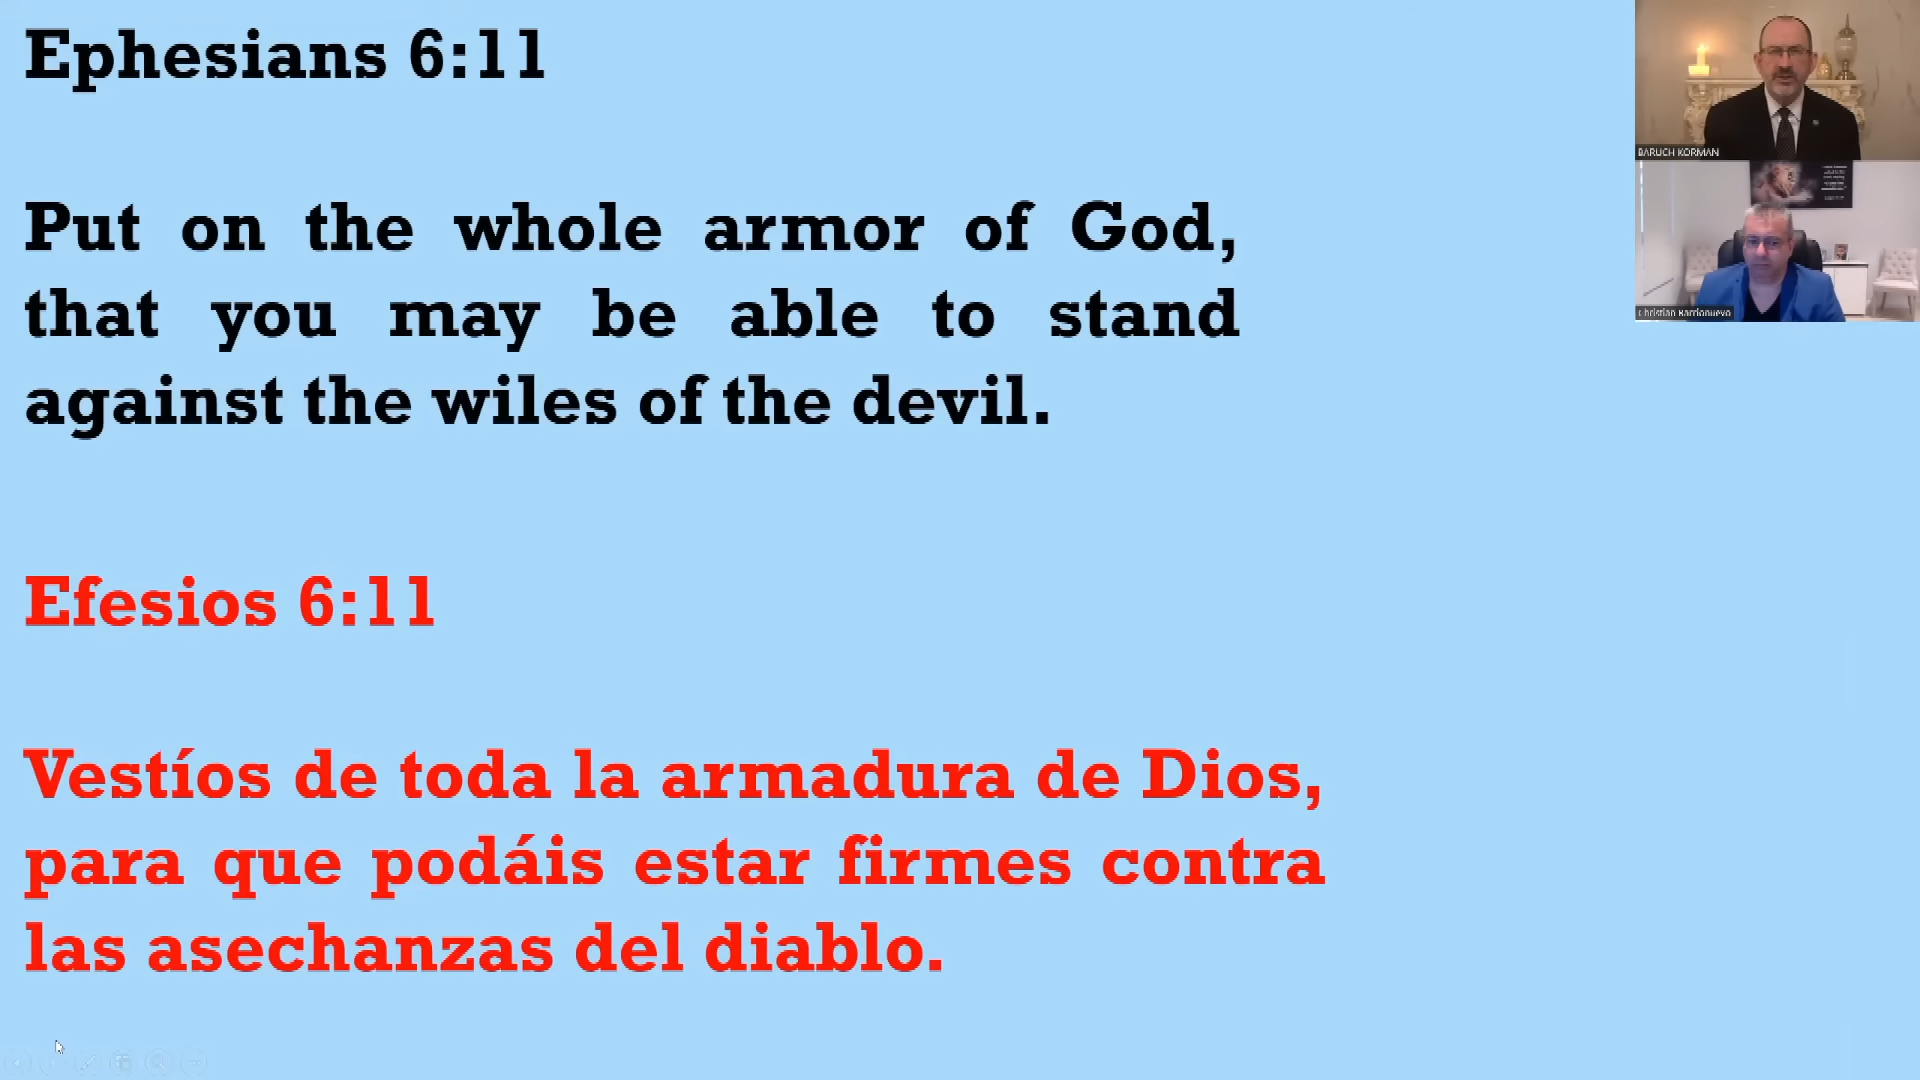 Ephesians 6:11
Put on the whole armor of God,
that you may be able to stand
against the wiles of the devil.
Efesios 6:11
Vestíos de toda la armadura de Dios,
para que podáis estar firmes contra
las asechanzas del diablo.
BARUCH KORMAN
Christian Barrionuevo